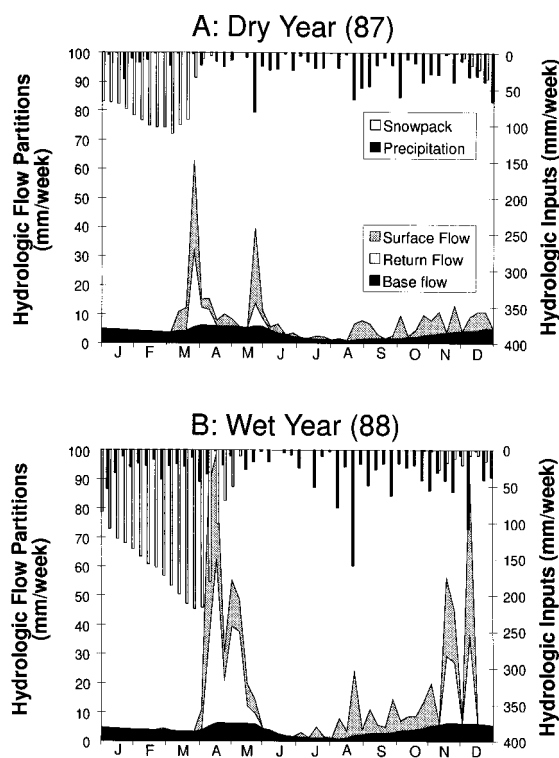 A: Dry Year (87)
Hydrologic Flow Partitions
(mm/week)
100
90
80
70
60
50
40
30
20
10
0
Snowpack
Precipitation
Surface Flow
Return Flow
Base flow
0
50
100
150
200
250
300
350
400
Hydrologic Inputs (mm/week)
J F M A M J J A S O N D
B: Wet Year (88)
Hydrologic Flow Partitions
(mm/week)
100
90
80
70
60
50
40
30
20
10
0
0
50
100
150
200
250
300
350
400
Hydrologic Inputs (mm/week)
J F M A M J J A S O N D